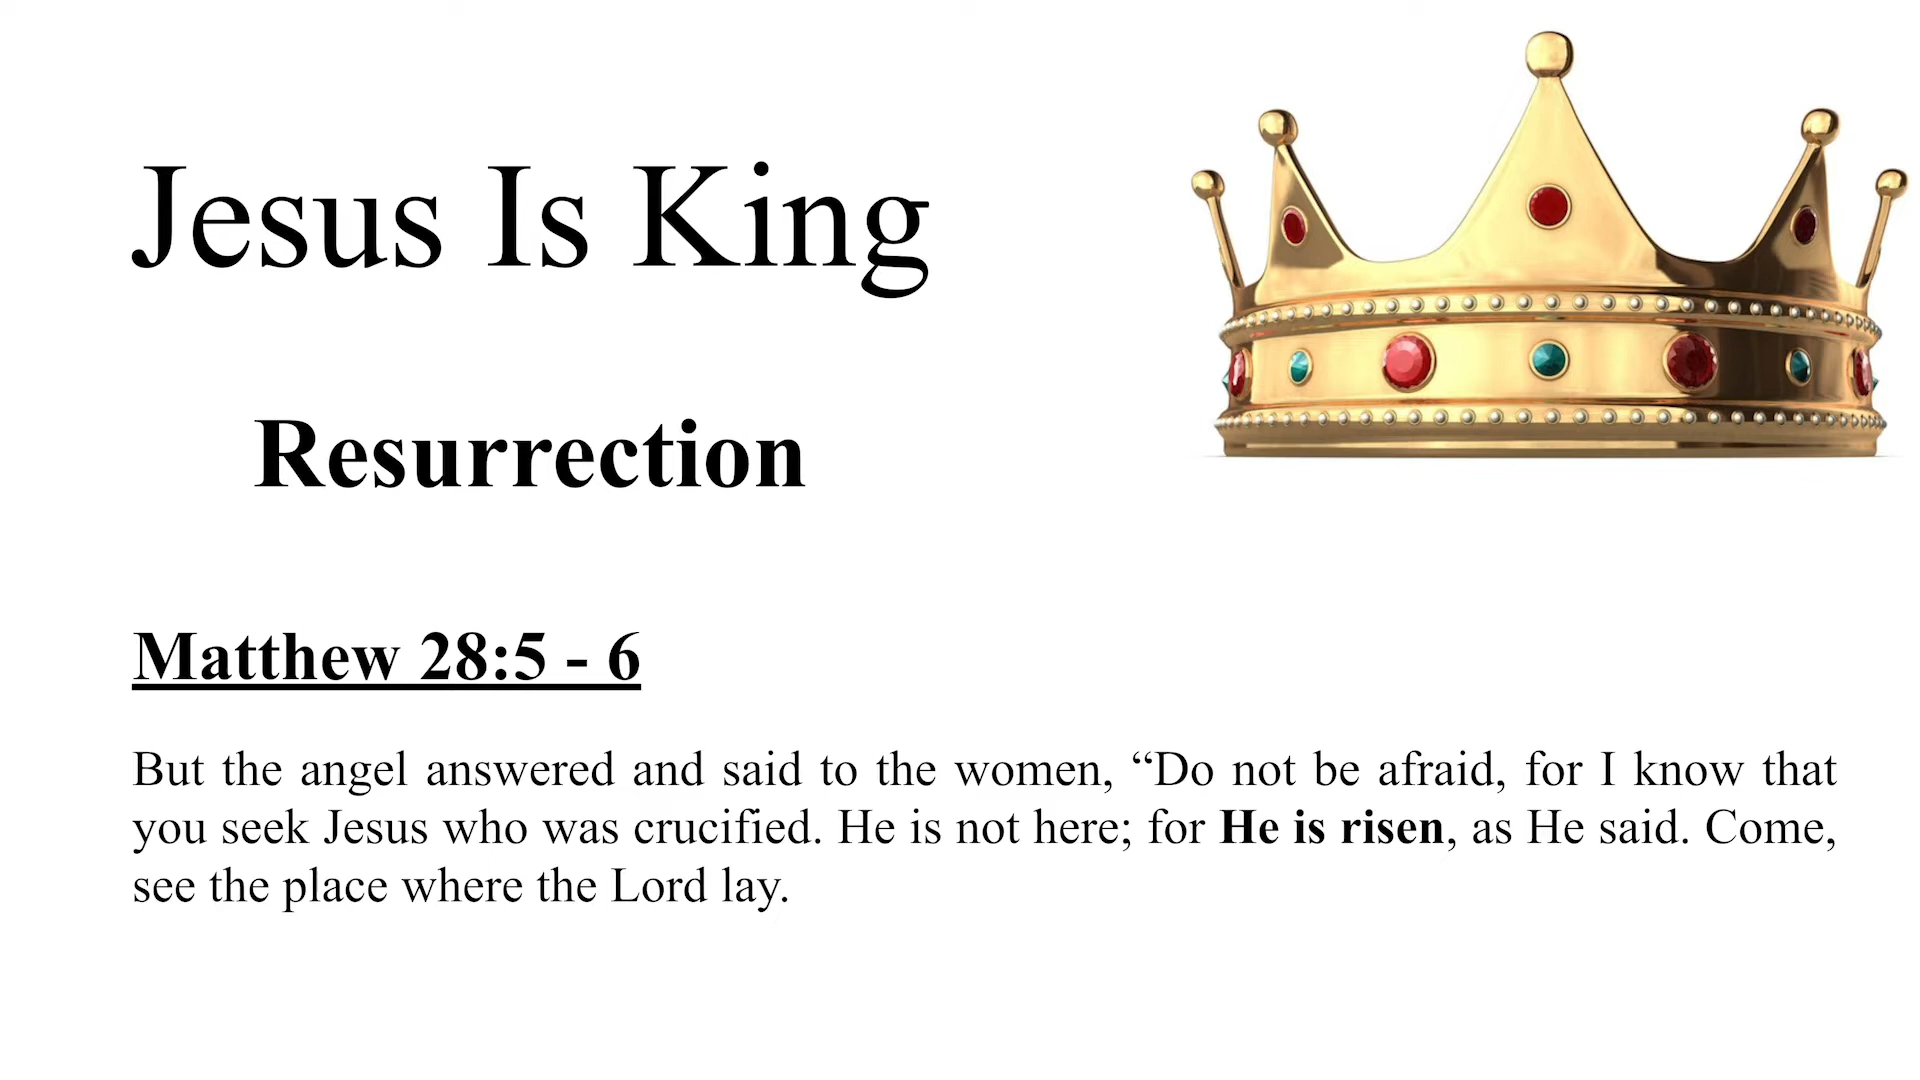 Jesus Is King
Resurrection
Matthew 28:5 - 6
But the angel answered and said to the women, “Do not be afraid, for I know that
you seek Jesus who was crucified. He is not here; for He is risen, as He said. Come,
see the place where the Lord lay.